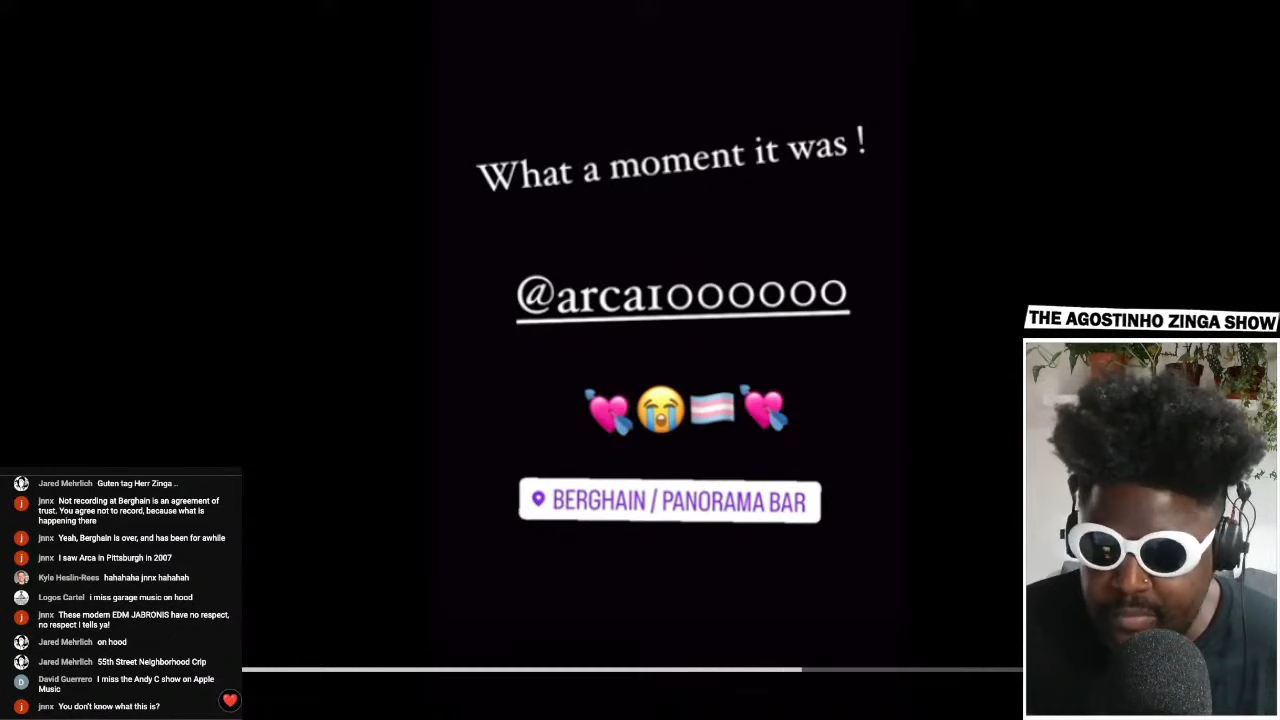 What a moment it was !
@arca1000000
BERGHAIN / PANORAMA BAR
THE AGOSTINHO ZINGA SHOW
Jared Mehrlich Guten tag Herr Zinga ..
j jnnx Not recording at Berghain is an agreement of
trust. You agree not to record, because what is
happening there
j jnnx Yeah, Berghain is over, and has been for awhile
j jnnx I saw Arca in Pittsburgh in 2007
Kyle Heslin-Rees hahahaha jnnx hahahah
Logos Cartel i miss garage music on hood
j jnnx These modern EDM JABRONIS have no respect,
no respect I tells ya!
Jared Mehrlich on hood
Jared Mehrlich 55th Street Neighborhood Crip
D David Guerrero I miss the Andy C show on Apple
Music
j jnnx You don't know what this is?